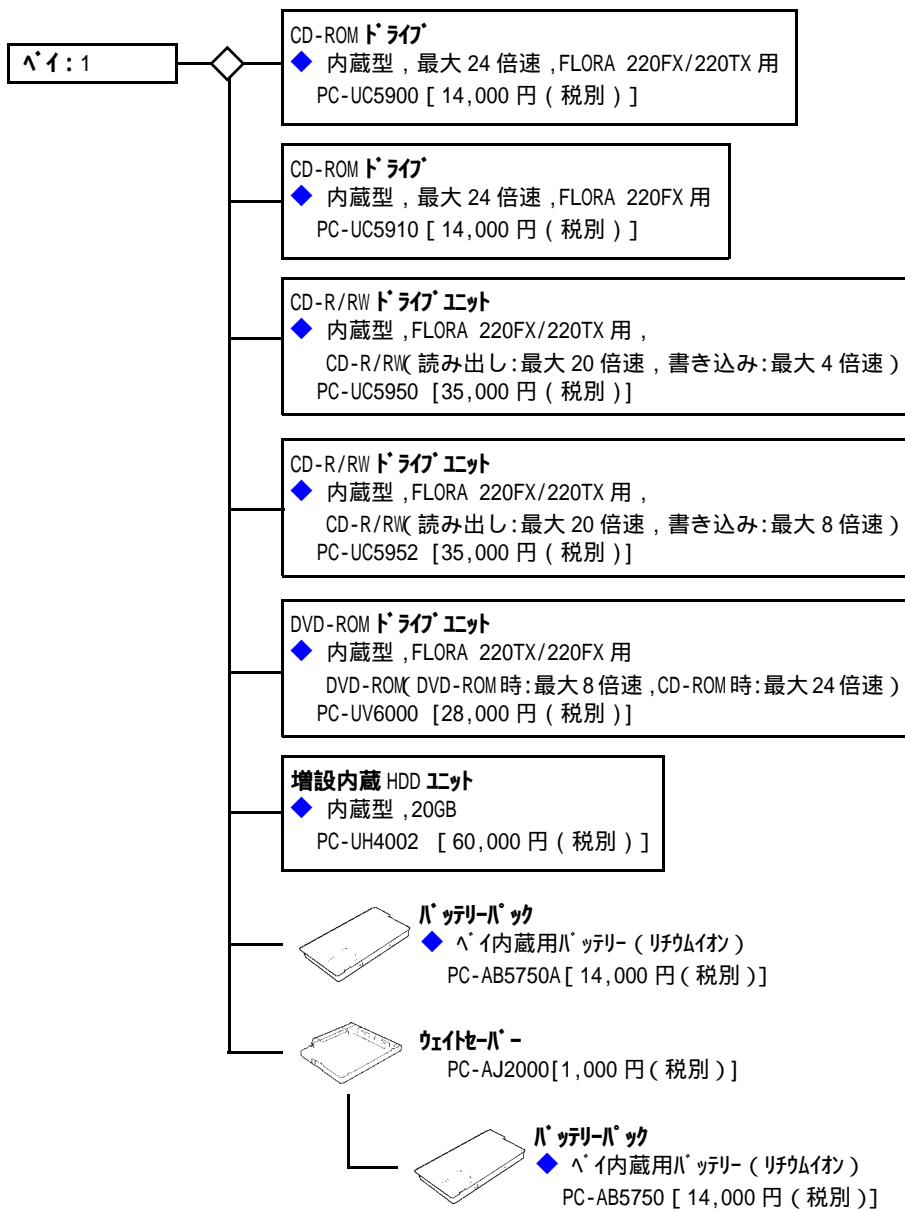 ﾍﾞｲ:1
CD-ROM ﾄﾞﾗｲﾌﾞ
◆ 内蔵型，最大 24 倍速，FLORA 220FX/220TX 用
PC-UC5900 [ 14,000 円（税別）]
CD-ROM ﾄﾞﾗｲﾌﾞ
◆ 内蔵型，最大 24 倍速，FLORA 220FX 用
PC-UC5910 [ 14,000 円（税別）]
CD-R/RW ﾄﾞﾗｲﾌﾞﾕﾆｯﾄ
◆ 内蔵型，FLORA 220FX/220TX 用，
CD-R/RW(読み出し:最大 20 倍速，書き込み:最大 4 倍速)
PC-UC5950 [35,000 円（税別)]
CD-R/RW ﾄﾞﾗｲﾌﾞﾕﾆｯﾄ
◆ 内蔵型，FLORA 220FX/220TX 用，
CD-R/RW(読み出し:最大 20 倍速，書き込み:最大 8 倍速)
PC-UC5952 [35,000 円（税別)]
DVD-ROM ﾄﾞﾗｲﾌﾞﾕﾆｯﾄ
◆ 内蔵型，FLORA 220TX/220FX 用
DVD-ROM(DVD-ROM時:最大8倍速,CD-ROM時:最大24倍速)
PC-UV6000 [28,000 円（税別)]
増設内蔵 HDD ﾕﾆｯﾄ
◆ 内蔵型，20GB
PC-UH4002 [ 60,000 円（税別）]
ﾊﾞｯﾃﾘｰﾊﾟｯｸ
◆ ﾍﾞｲ内蔵用ﾊﾞｯﾃﾘｰ（ﾘﾁｳﾑｲｵﾝ）
PC-AB5750A[ 14,000 円(税別)]
ｳｪｲﾄｾｰﾊﾞｰ
PC-AJ2000[1,000 円(税別)]
ﾊﾞｯﾃﾘｰﾊﾟｯｸ
◆ ﾍﾞｲ内蔵用ﾊﾞｯﾃﾘｰ（ﾘﾁｳﾑｲｵﾝ）
PC-AB5750 [ 14,000 円（税別)]